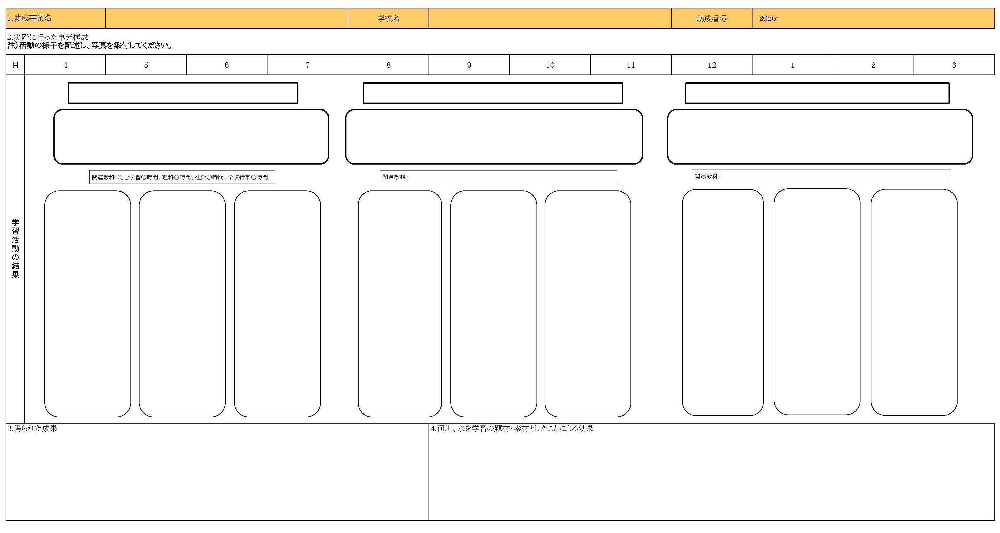 1.助成事業名
学校名
助成番号
2026-
2.実際に行った単元構成
注)活動の様子を記述し、写真を添付してください。
月
4
5
6
7
8
9
10
11
12
1
2
3
学習活動の結果
関連教科:総合学習○時間、理科○時間、社会○時間、学校行事○時間
関連教科:
関連教科:
3.得られた成果
4.河川、水を学習の題材・素材としたことによる効果